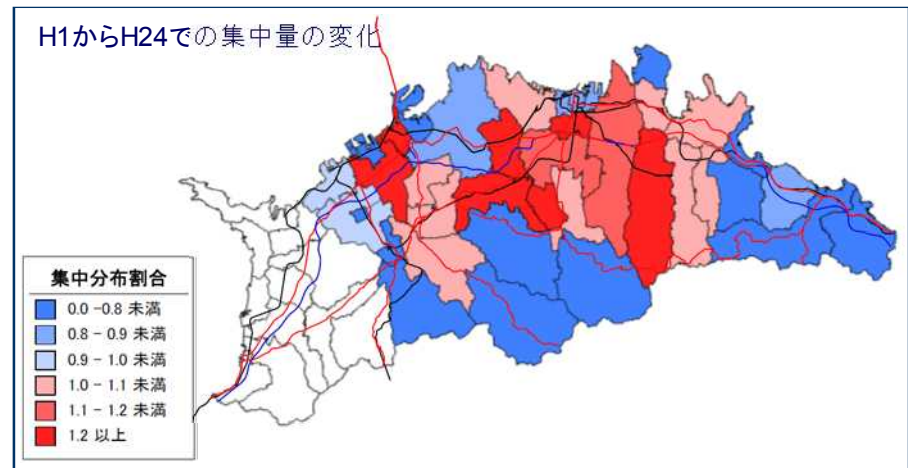 H1からH24での集中量の変化
集中分布割合
0.0 -0.8 未満
0.8 - 0.9 未満
0.9 - 1.0 未満
1.0 - 1.1 未満
1.1 - 1.2 未満
1.2 以上